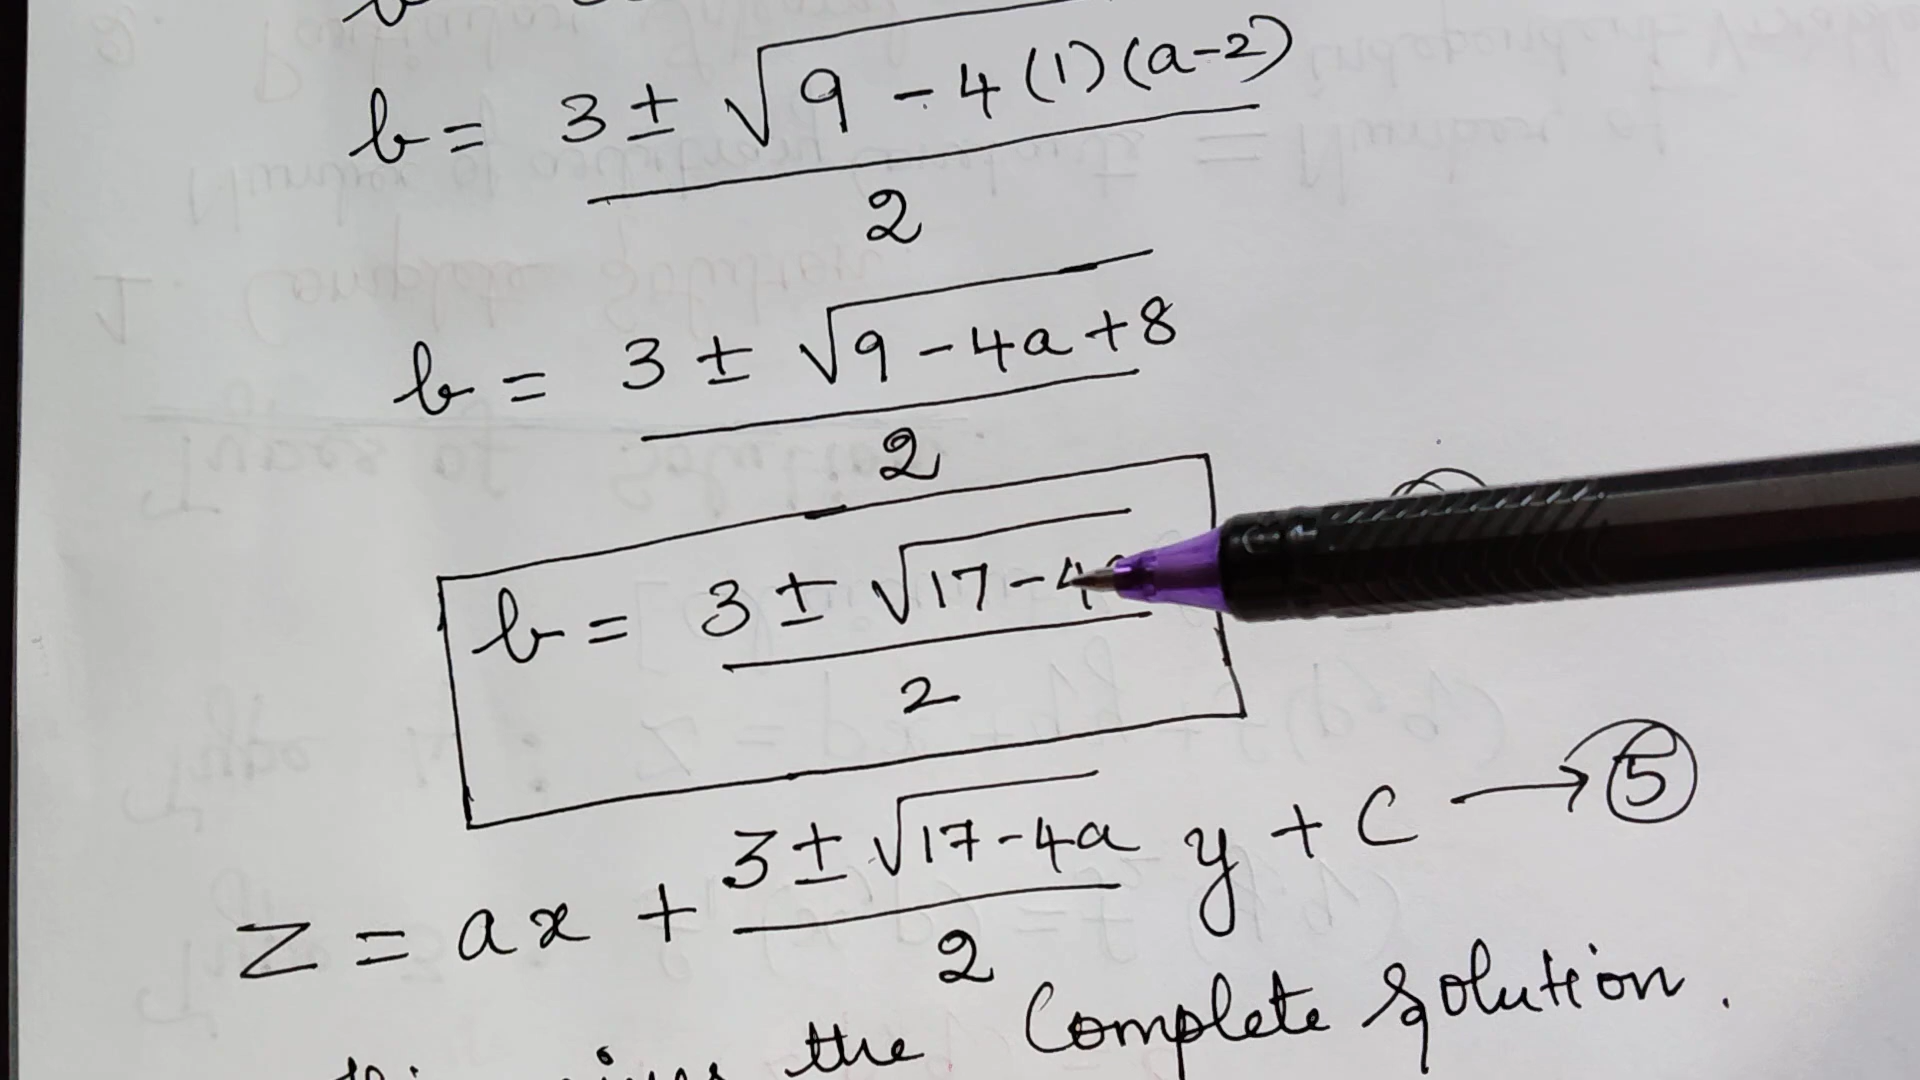 b = 3 ± √9 - 4(1)(a-2) / 2
b = 3 ± √9 - 4a + 8 / 2
b = 3 ± √17 - 4 / 2
z = ax + 3 ± √17 - 4a / 2 y + C → 5
the Complete Solution.